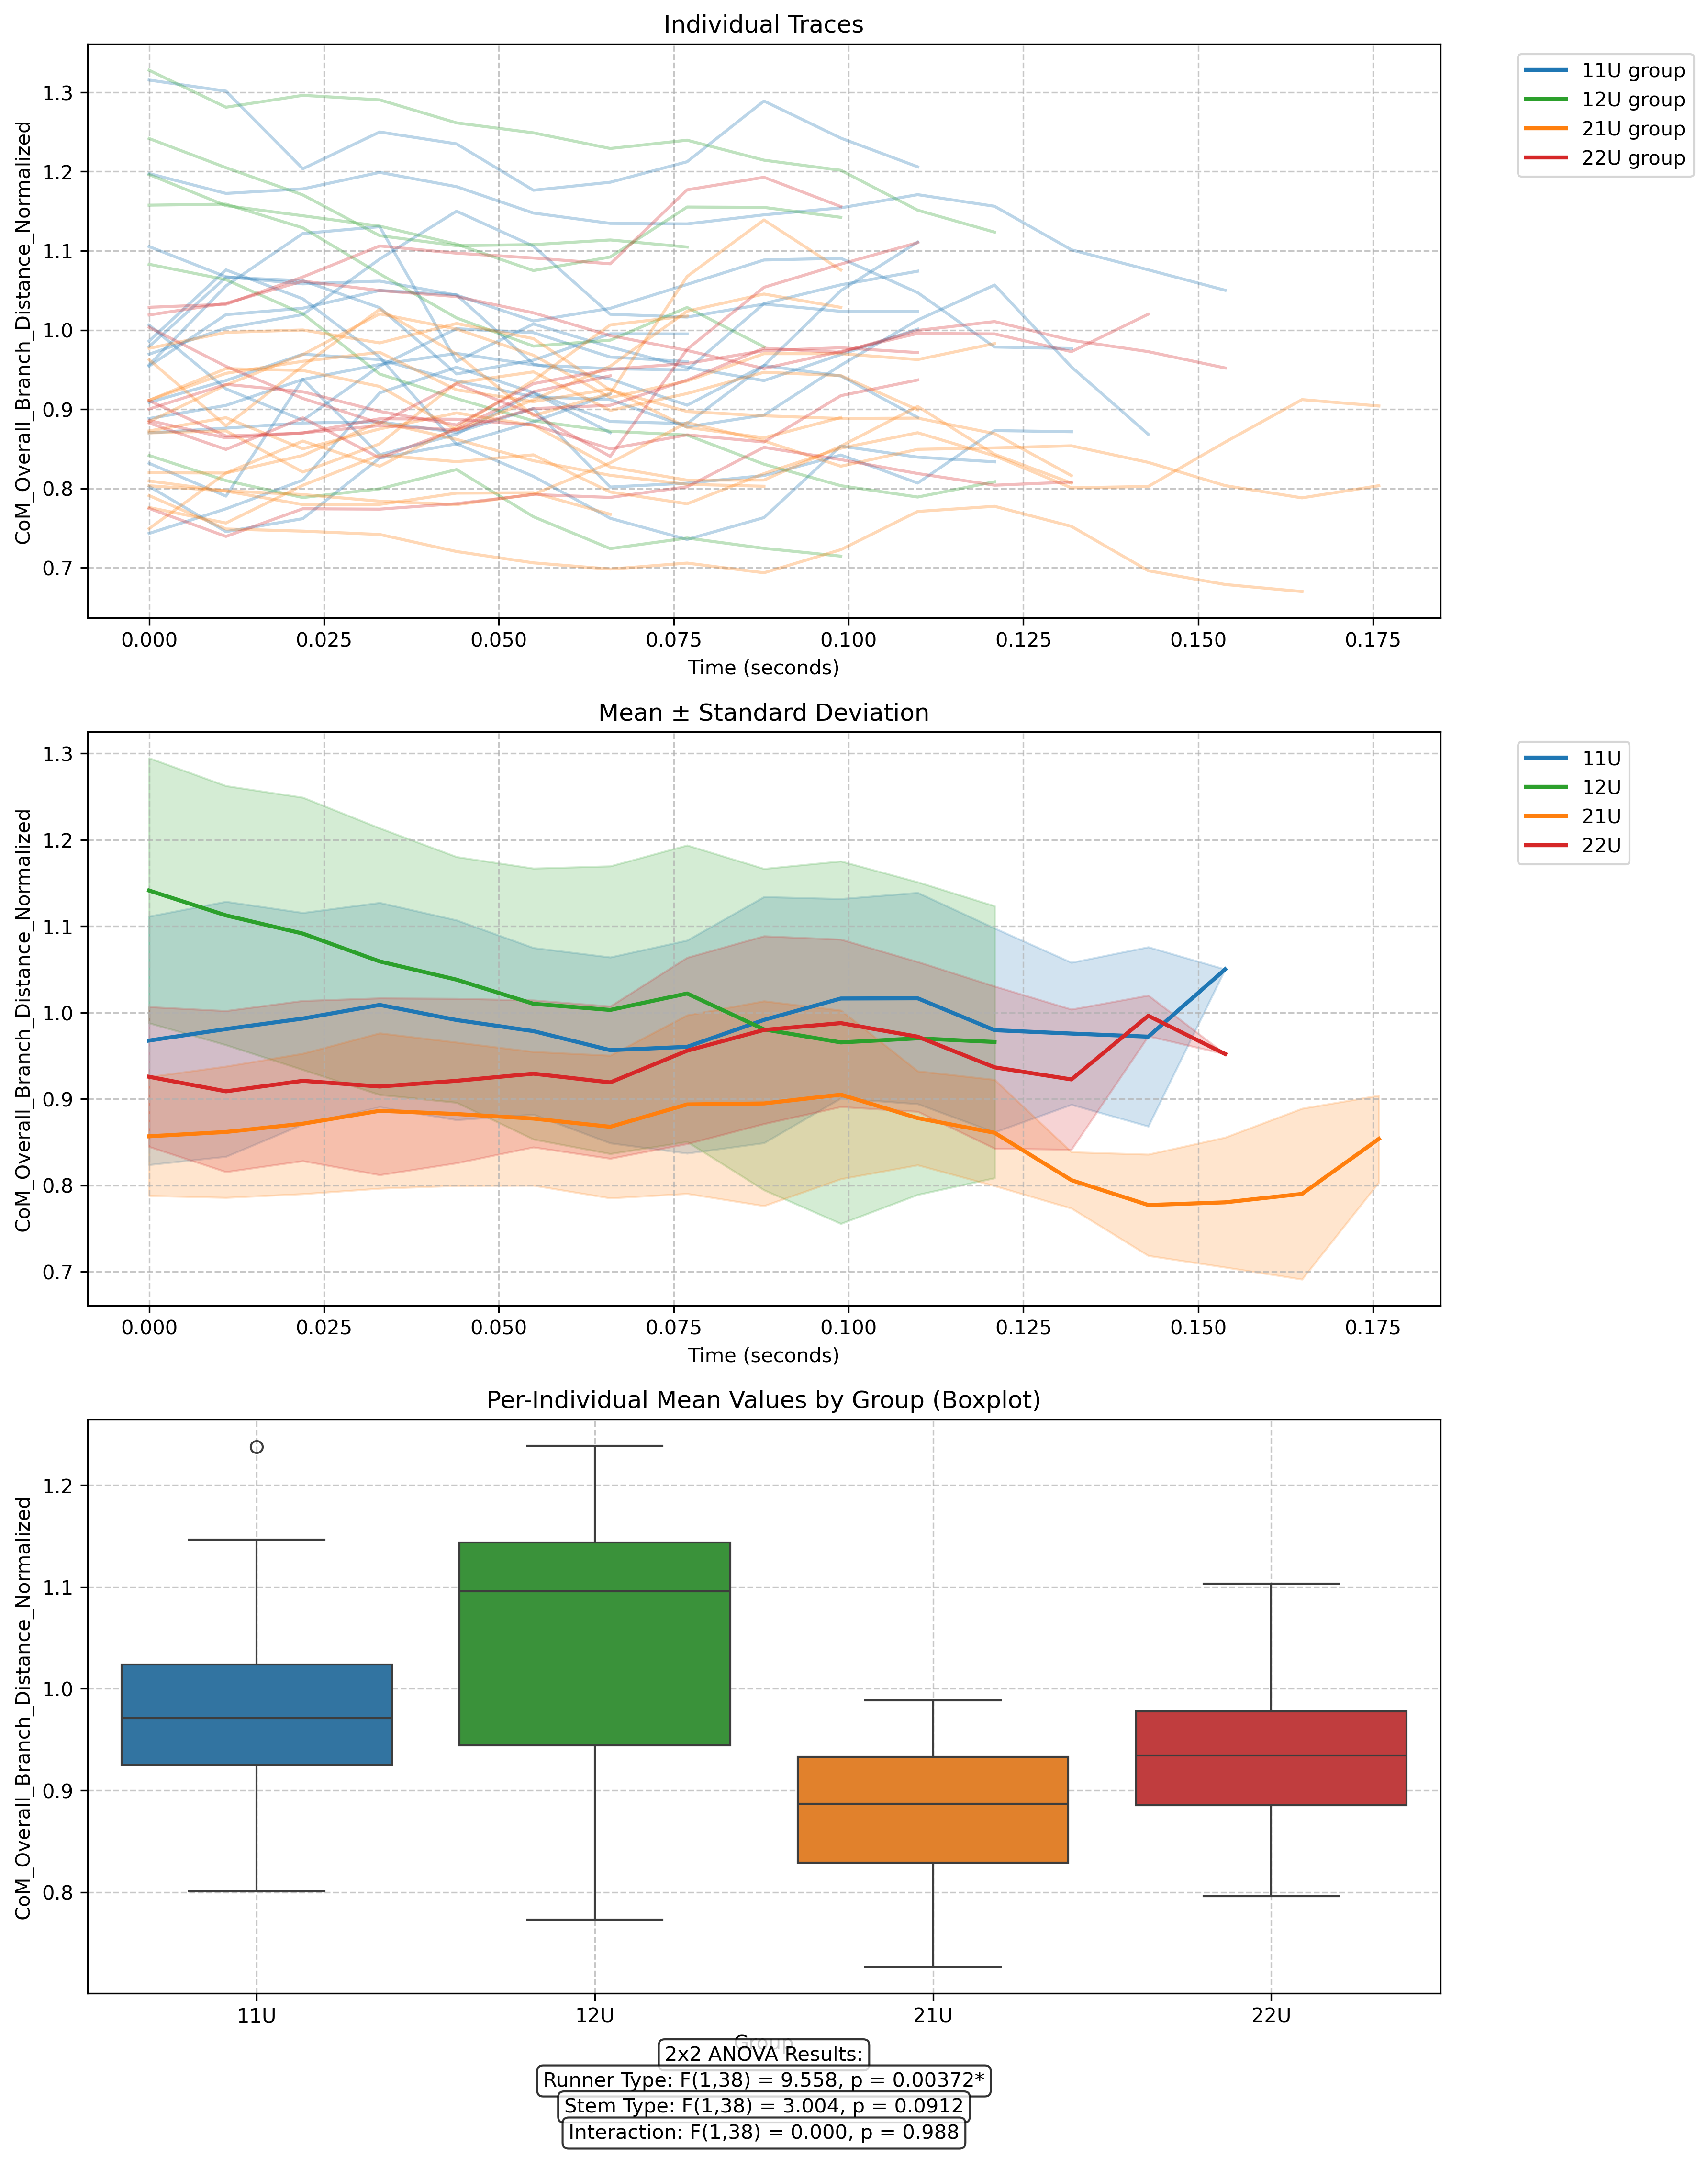 Individual Traces
CoM_Overall_Branch_Distance_Normalized
1.3
1.2
1.1
1.0
0.9
0.8
0.7
0.000 0.025 0.050 0.075 0.100 0.125 0.150 0.175
Time (seconds)
11U group
12U group
21U group
22U group
Mean ± Standard Deviation
CoM_Overall_Branch_Distance_Normalized
1.3
1.2
1.1
1.0
0.9
0.8
0.7
0.000 0.025 0.050 0.075 0.100 0.125 0.150 0.175
Time (seconds)
11U
12U
21U
22U
Per-Individual Mean Values by Group (Boxplot)
CoM_Overall_Branch_Distance_Normalized
1.2
1.1
1.0
0.9
0.8
11U 12U 21U 22U
Group
2x2 ANOVA Results:
Runner Type: F(1,38) = 9.558, p = 0.00372*
Stem Type: F(1,38) = 3.004, p = 0.0912
Interaction: F(1,38) = 0.000, p = 0.988